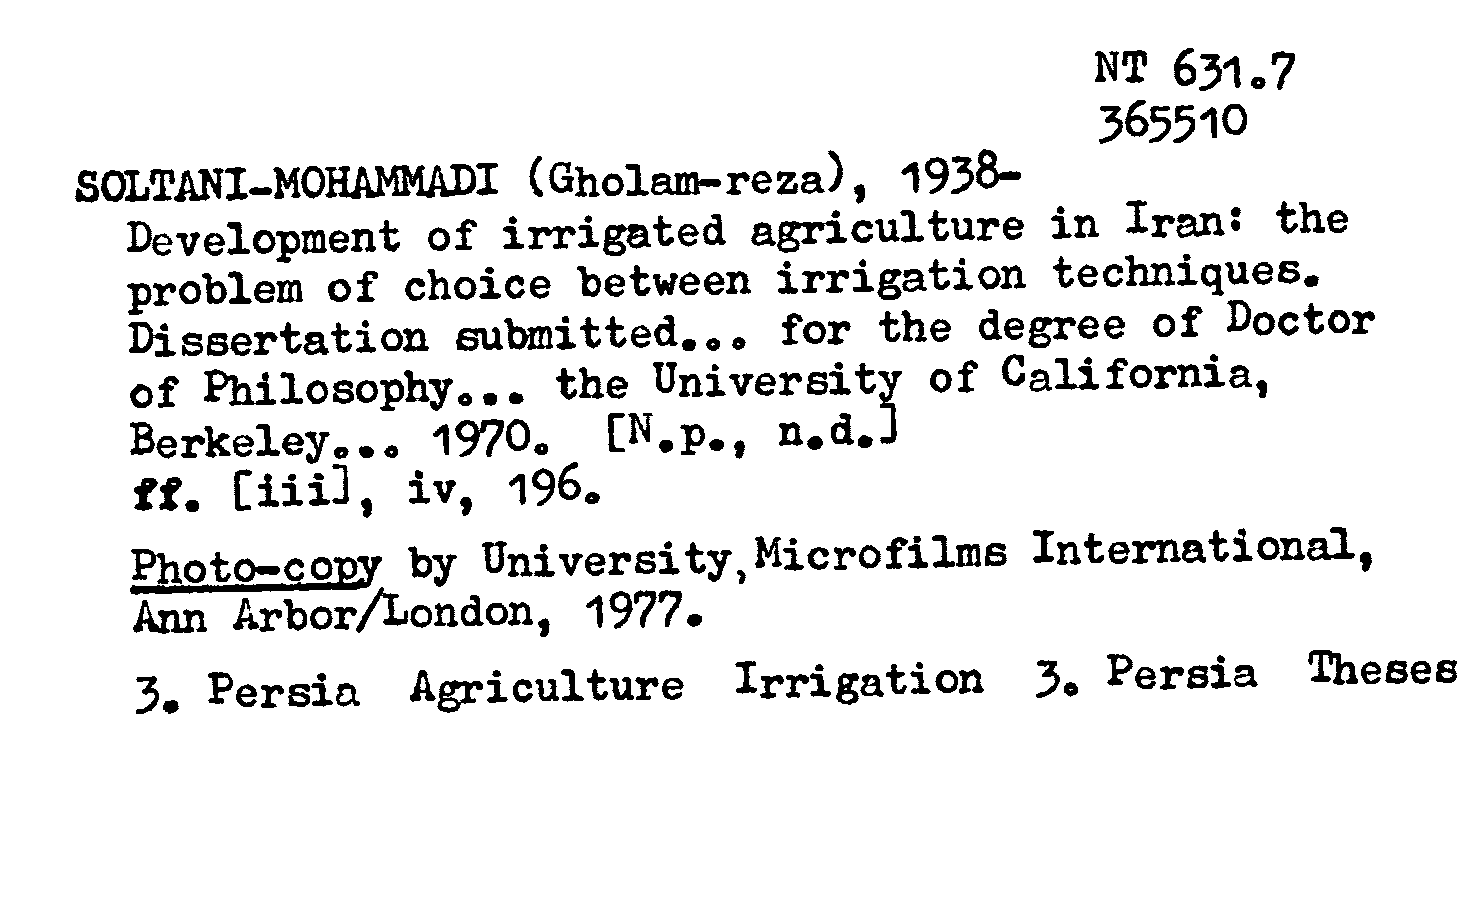 NT 631.7
365510
SOLTANI-MOHAMMADI (Gholam-reza), 1938-
Development of irrigated agriculture in Iran: the
problem of choice between irrigation techniques.
Dissertation submitted... for the degree of Doctor
of Philosophy... the University of California,
Berkeley... 1970. [N.p., n.d.]
ff. [iii], iv, 196.
Photo-copy by University,Microfilms International,
Ann Arbor/London, 1977.
3. Persia Agriculture Irrigation 3. Persia Theses